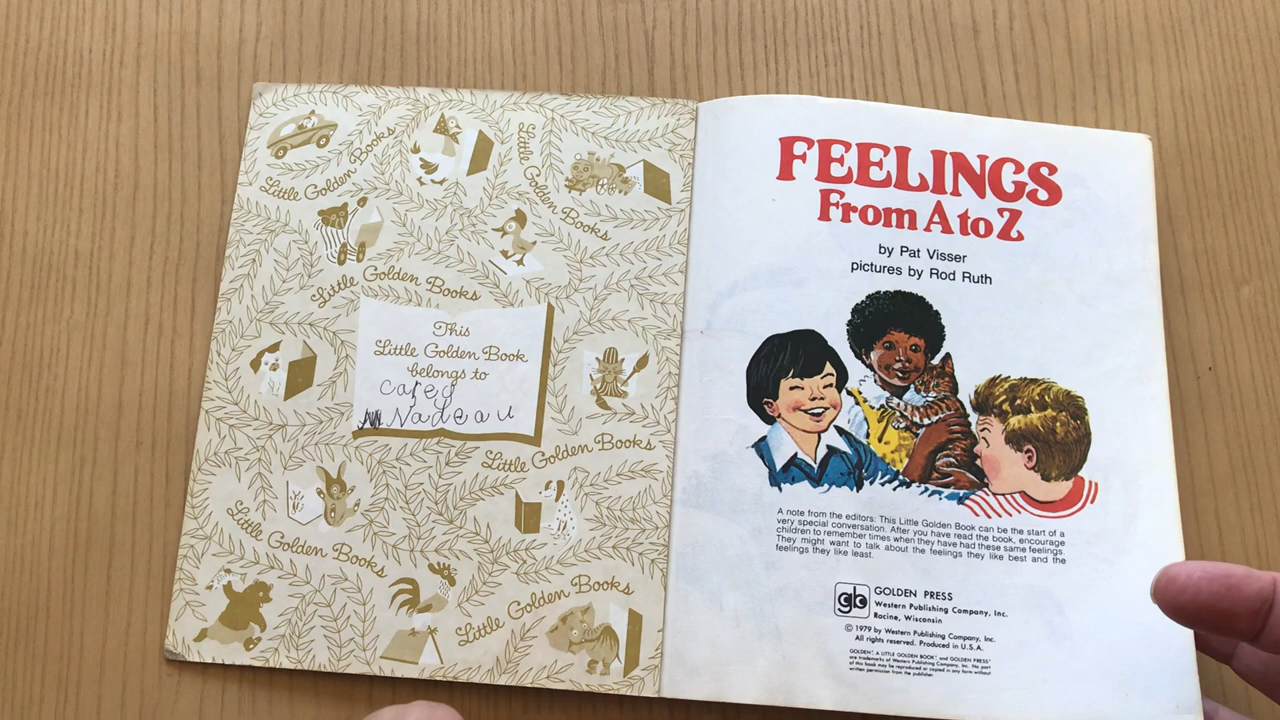 Little Golden Books
Little Golden Books
Little Golden Books
This
Little Golden Book
belongs to
Carey
Nadeau
Little Golden Books
Little Golden Books
Little Golden Books
FEELINGS
From A to Z
by Pat Visser
pictures by Rod Ruth
A note from the editors: This Little Golden Book can be the start of a
very special conversation. After you have read the book, encourage
children to remember times when they have had these same feelings.
They might want to talk about the feelings they like best and the
feelings they like least.
gb
GOLDEN PRESS
Western Publishing Company, Inc.
Racine, Wisconsin
© 1979 by Western Publishing Company, Inc.
All rights reserved. Produced in U.S.A.
GOLDEN®, A LITTLE GOLDEN BOOK® and GOLDEN PRESS®
are trademarks of Western Publishing Company, Inc. No part
of this book may be reproduced or copied in any form without
written permission from the publisher.